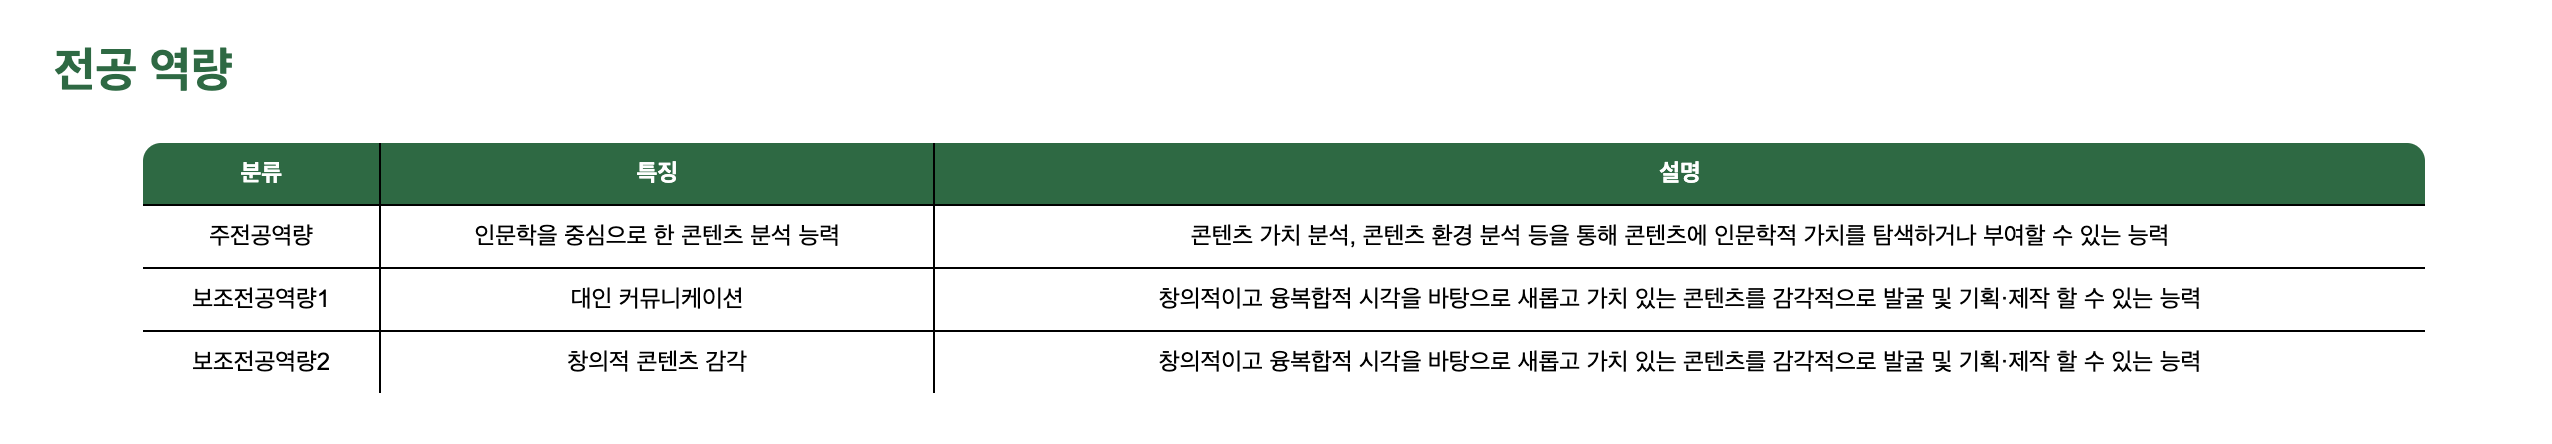 전공 역량
분류 특징 설명
주전공역량 인문학을 중심으로 한 콘텐츠 분석 능력 콘텐츠 가치 분석, 콘텐츠 환경 분석 등을 통해 콘텐츠에 인문학적 가치를 탐색하거나 부여할 수 있는 능력
보조전공역량1 대인 커뮤니케이션 창의적이고 융복합적 시각을 바탕으로 새롭고 가치 있는 콘텐츠를 감각적으로 발굴 및 기획·제작 할 수 있는 능력
보조전공역량2 창의적 콘텐츠 감각 창의적이고 융복합적 시각을 바탕으로 새롭고 가치 있는 콘텐츠를 감각적으로 발굴 및 기획·제작 할 수 있는 능력